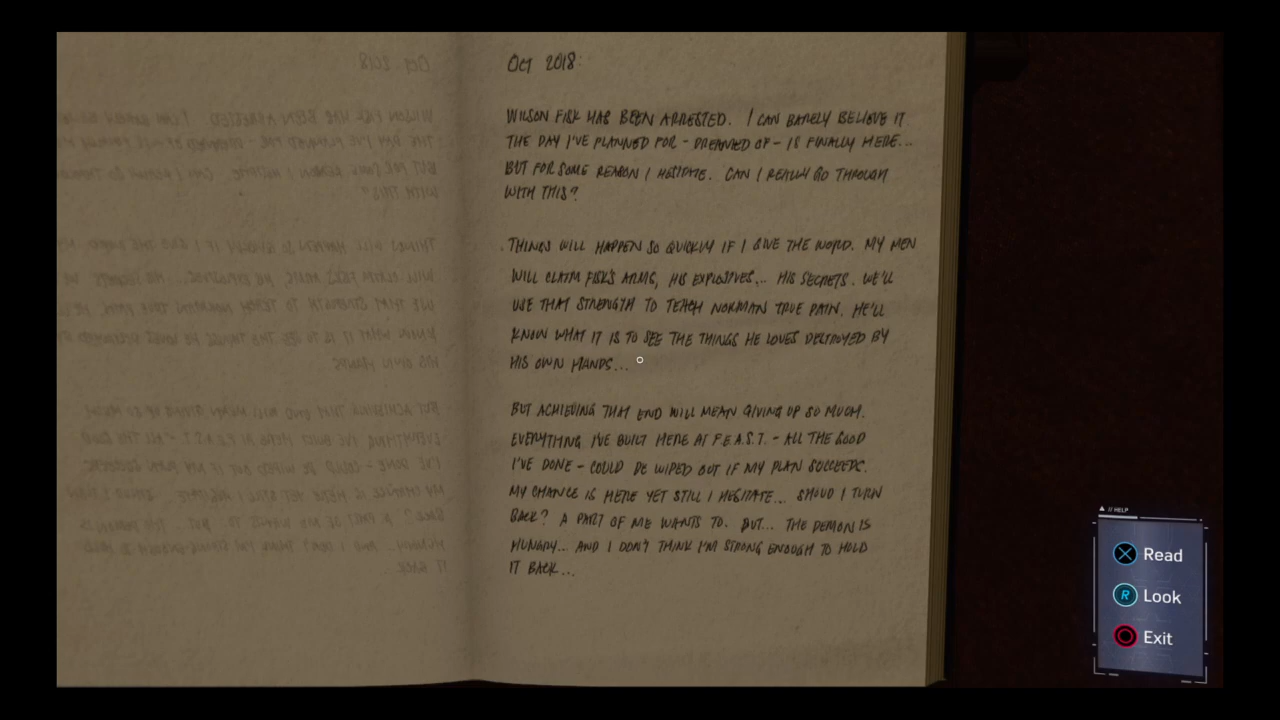 Oct 2018:
WILSON FISK HAS BEEN ARRESTED. I CAN BARELY BELIEVE IT
THE DAY I'VE PLANNED FOR - DREAMED OF - IS FINALLY HERE...
BUT FOR SOME REASON I HESITATE. CAN I REALLY GO THROUGH
WITH THIS?
THINGS WILL HAPPEN SO QUICKLY IF I GIVE THE WORD. MY MEN
WILL CLAIM FISK'S ARMS, HIS EXPLOSIVES... HIS SECRETS. WE'LL
USE THAT STRENGTH TO TEACH NORMAN TRUE PAIN. HE'LL
KNOW WHAT IT IS TO SEE THE THINGS HE LOVES DESTROYED BY
HIS OWN HANDS...
BUT ACHIEVING THAT END WILL MEAN GIVING UP SO MUCH.
EVERYTHING I'VE BUILT HERE AT F.E.A.S.T. - ALL THE GOOD
I'VE DONE - COULD BE WIPED OUT IF MY PLAN SUCCEEDS.
MY CHANCE IS HERE YET STILL I HESITATE... SHOUD I TURN
BACK? A PART OF ME WANTS TO. BUT... THE DEMON IS
HUNGRY... AND I DON'T THINK I'M STRONG ENOUGH TO HOLD
IT BACK...
// HELP
Read
R Look
Exit